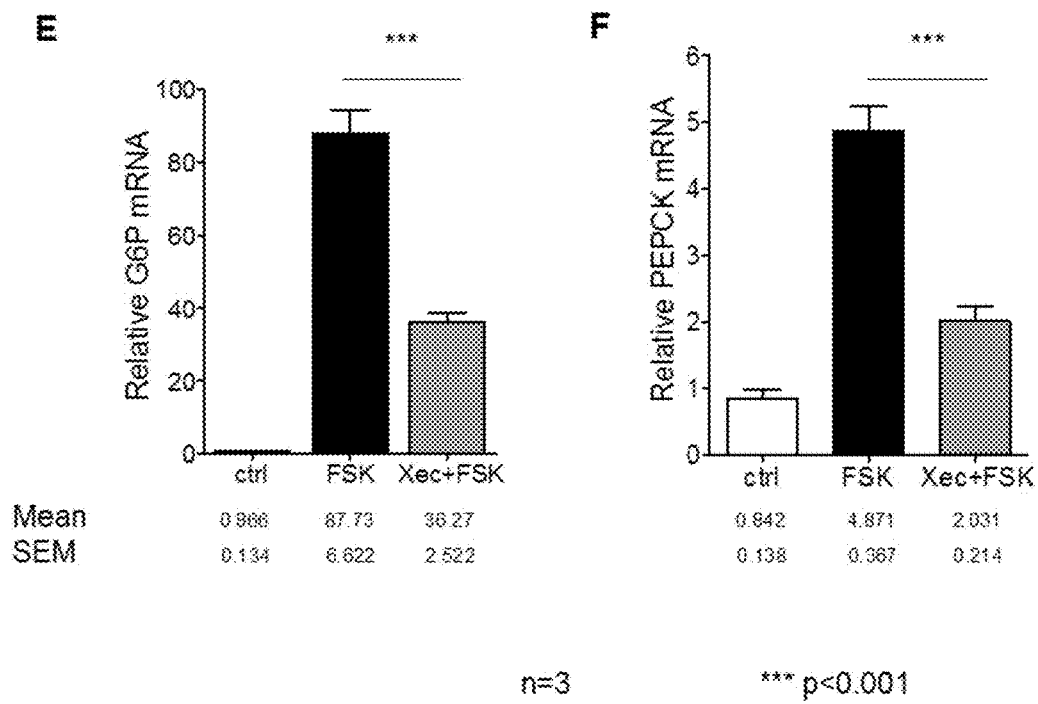 E
***
Relative G6P mRNA
100
80
60
40
20
0
ctrl FSK Xec+FSK
Mean 0.966 87.73 36.27
SEM 0.134 6.622 2.522
F
***
Relative PEPCK mRNA
6
5
4
3
2
1
0
ctrl FSK Xec+FSK
0.842 4.871 2.031
0.138 0.367 0.214
n=3 *** p<0.001